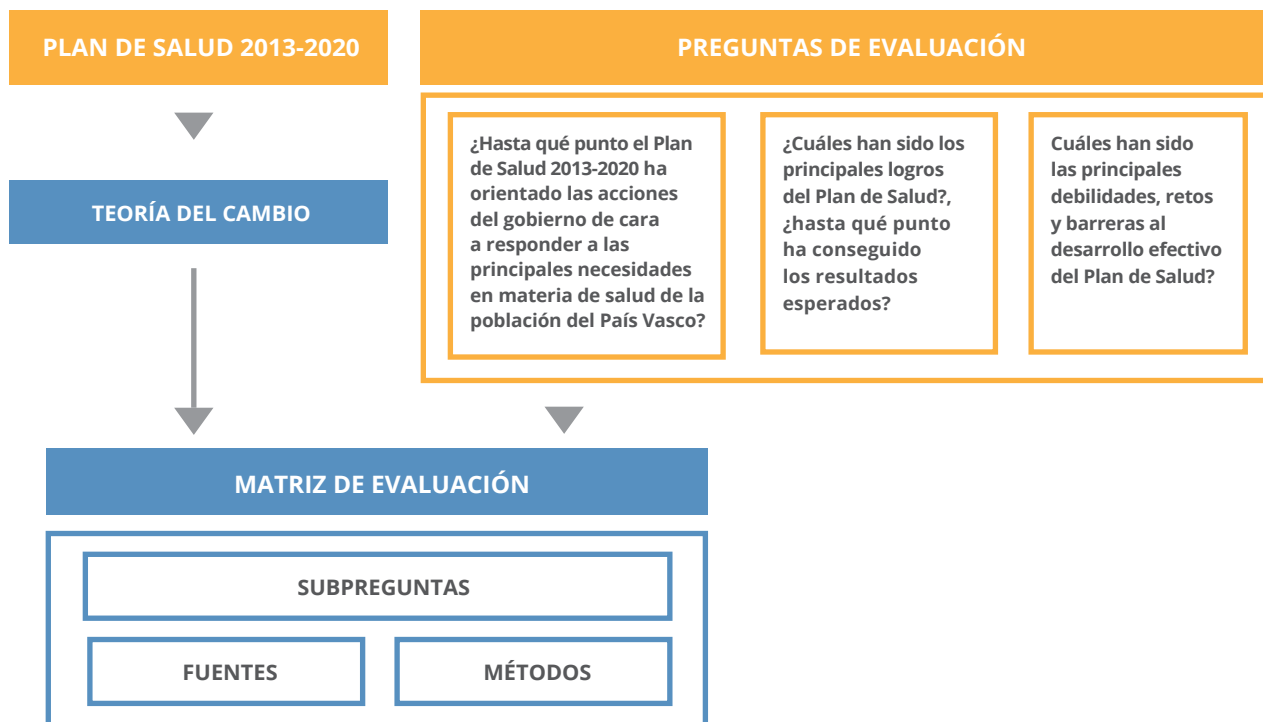 PLAN DE SALUD 2013-2020
PREGUNTAS DE EVALUACIÓN
¿Hasta qué punto el Plan
de Salud 2013-2020 ha
orientado las acciones
del gobierno de cara
a responder a las
principales necesidades
en materia de salud de la
población del País Vasco?
¿Cuáles han sido los
principales logros
del Plan de Salud?,
¿hasta qué punto
ha conseguido
los resultados
esperados?
Cuáles han sido
las principales
debilidades, retos
y barreras al
desarrollo efectivo
del Plan de Salud?
TEORÍA DEL CAMBIO
MATRIZ DE EVALUACIÓN
SUBPREGUNTAS
FUENTES
MÉTODOS